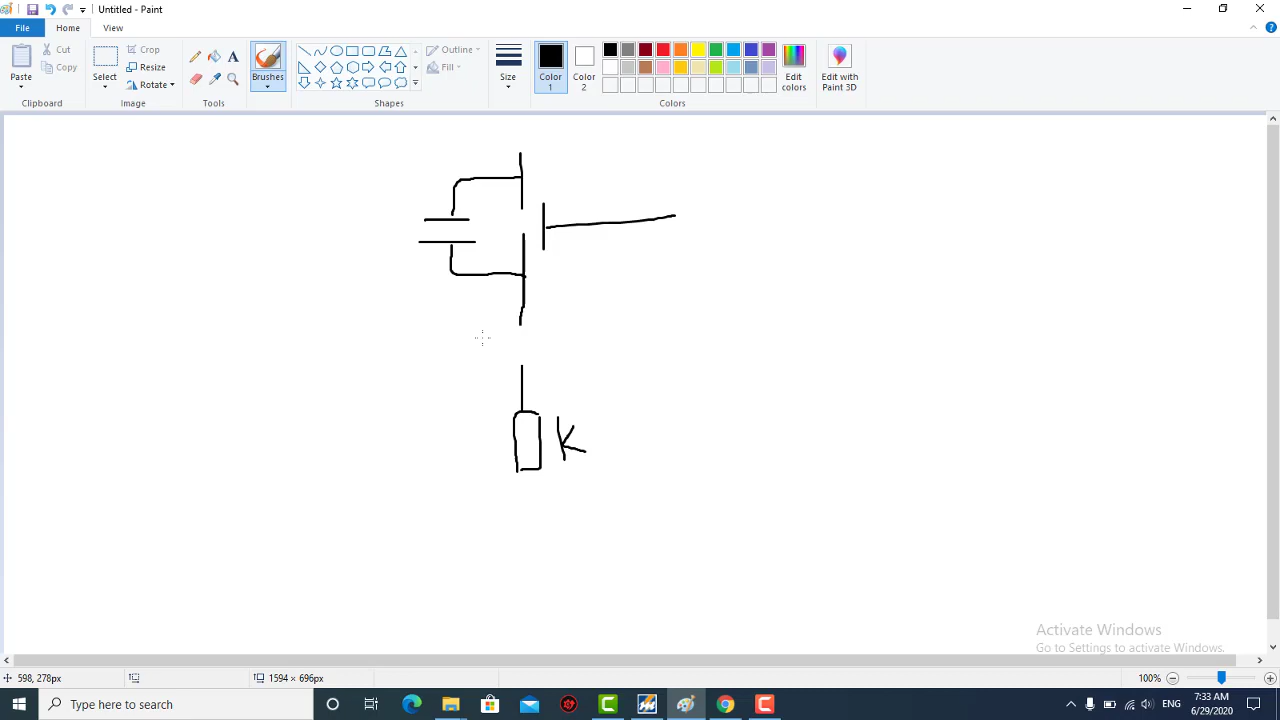 Untitled - Paint
File
Home
View
Paste
Cut
Copy
Clipboard
Select
Crop
Resize
Rotate
Image
A
Tools
Brushes
Outline
Fill
Shapes
Size
Color 1
Color 2
Edit colors
Colors
Edit with Paint 3D
K
Activate Windows
Go to Settings to activate Windows.
598, 278px
1594 × 696px
100%
Type here to search
ENG
7:33 AM
6/29/2020